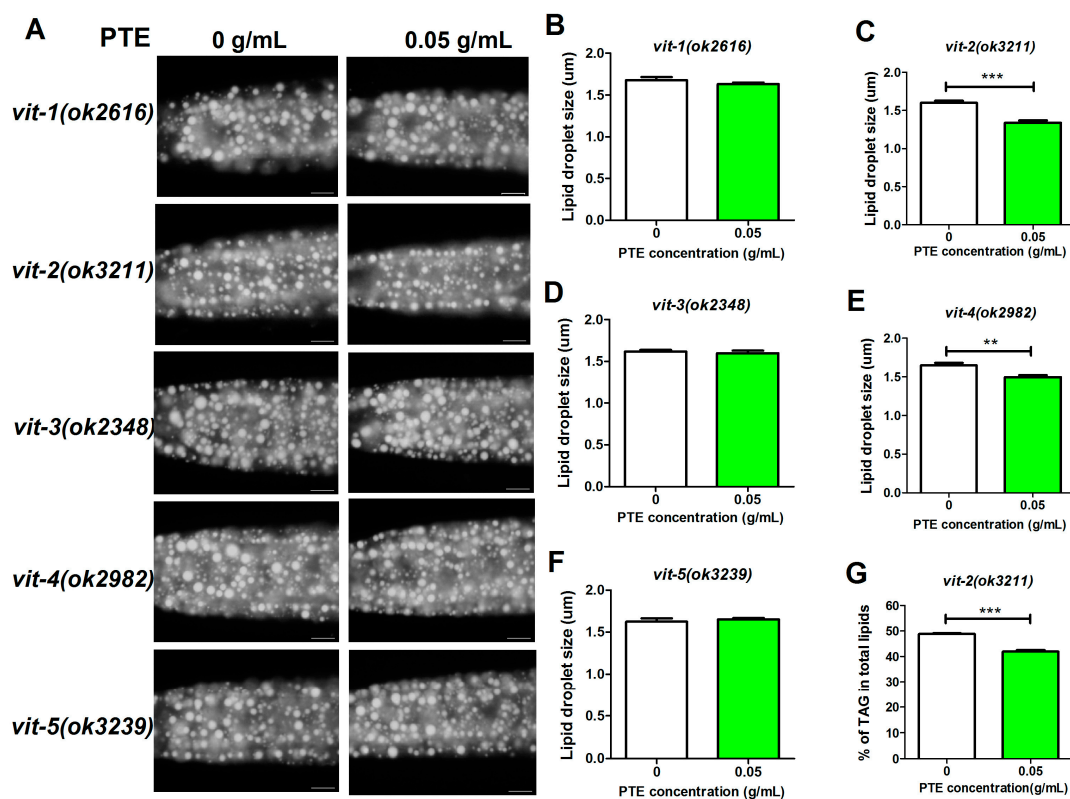 A
PTE 0 g/mL 0.05 g/mL
vit-1(ok2616)
vit-2(ok3211)
vit-3(ok2348)
vit-4(ok2982)
vit-5(ok3239)
B
vit-1(ok2616)
Lipid droplet size (um)
2.0
1.5
1.0
0.5
0.0
0 0.05
PTE concentration (g/mL)
C
vit-2(ok3211)
Lipid droplet size (um)
2.0
1.5
1.0
0.5
0.0
***
0 0.05
PTE concentration (g/mL)
D
vit-3(ok2348)
Lipid droplet size (um)
2.0
1.5
1.0
0.5
0.0
0 0.05
PTE concentration (g/mL)
E
vit-4(ok2982)
Lipid droplet size (um)
2.0
1.5
1.0
0.5
0.0
**
0 0.05
PTE concentration (g/mL)
F
vit-5(ok3239)
Lipid droplet size (um)
2.0
1.5
1.0
0.5
0.0
0 0.05
PTE concentration (g/mL)
G
vit-2(ok3211)
% of TAG in total lipids
60
50
40
30
20
10
0
***
0 0.05
PTE concentration(g/mL)